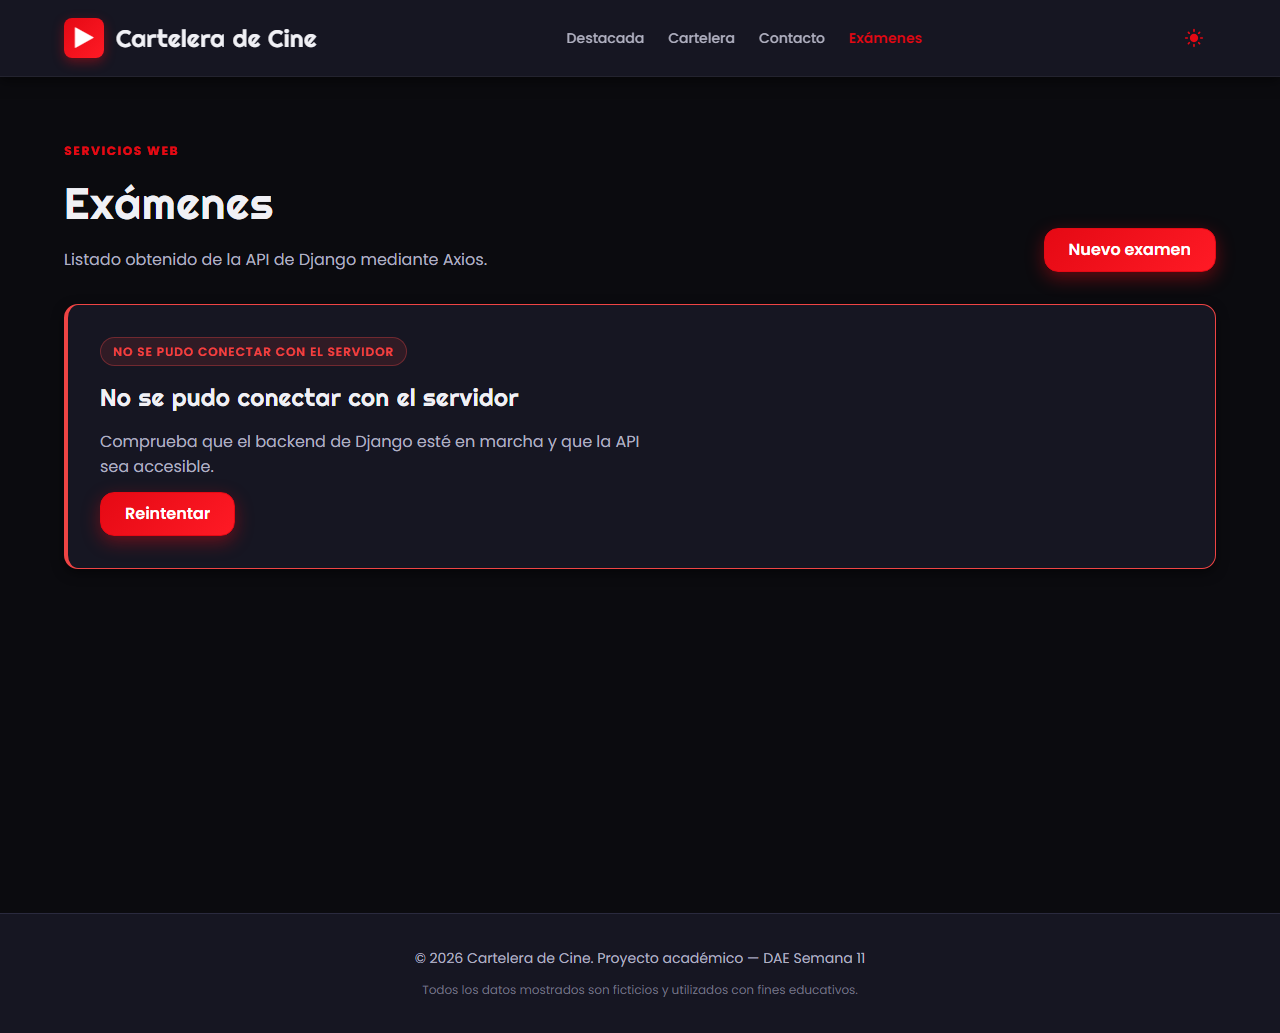 Cartelera de Cine
Destacada
Cartelera
Contacto
Exámenes
SERVICIOS WEB
Exámenes
Listado obtenido de la API de Django mediante Axios.
Nuevo examen
NO SE PUDO CONECTAR CON EL SERVIDOR
No se pudo conectar con el servidor
Comprueba que el backend de Django esté en marcha y que la API
sea accesible.
Reintentar
© 2026 Cartelera de Cine. Proyecto académico — DAE Semana 11
Todos los datos mostrados son ficticios y utilizados con fines educativos.